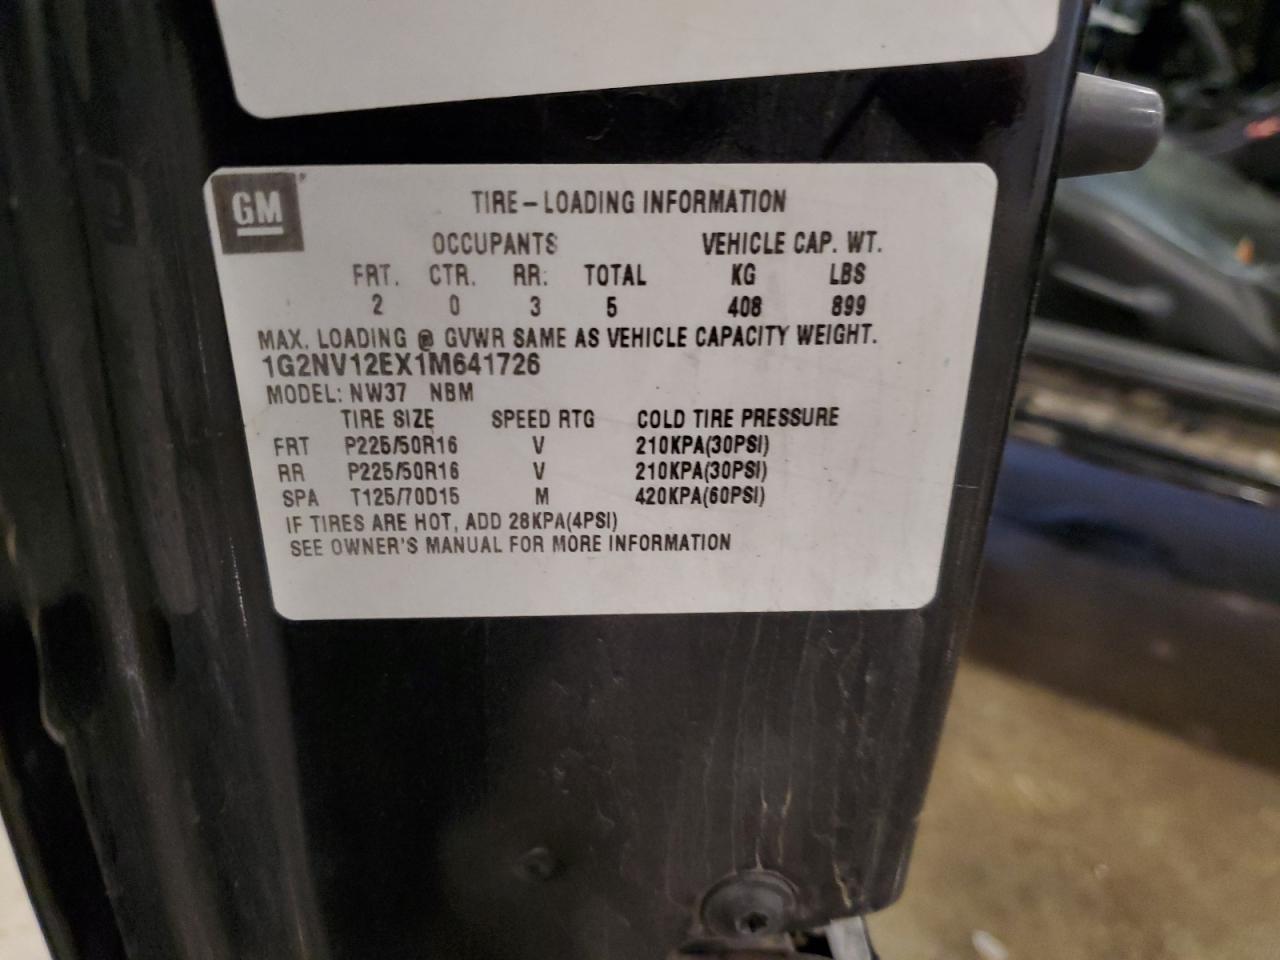 GM
TIRE-LOADING INFORMATION
OCCUPANTS VEHICLE CAP. WT.
FRT. CTR. RR. TOTAL KG LBS
2 0 3 5 408 899
MAX. LOADING @ GVWR SAME AS VEHICLE CAPACITY WEIGHT.
1G2NV12EX1M641726
MODEL: NW37 NBM
TIRE SIZE SPEED RTG COLD TIRE PRESSURE
FRT P225/50R16 V 210KPA(30PSI)
RR P225/50R16 V 210KPA(30PSI)
SPA T125/70D15 M 420KPA(60PSI)
IF TIRES ARE HOT, ADD 28KPA(4PSI)
SEE OWNER'S MANUAL FOR MORE INFORMATION